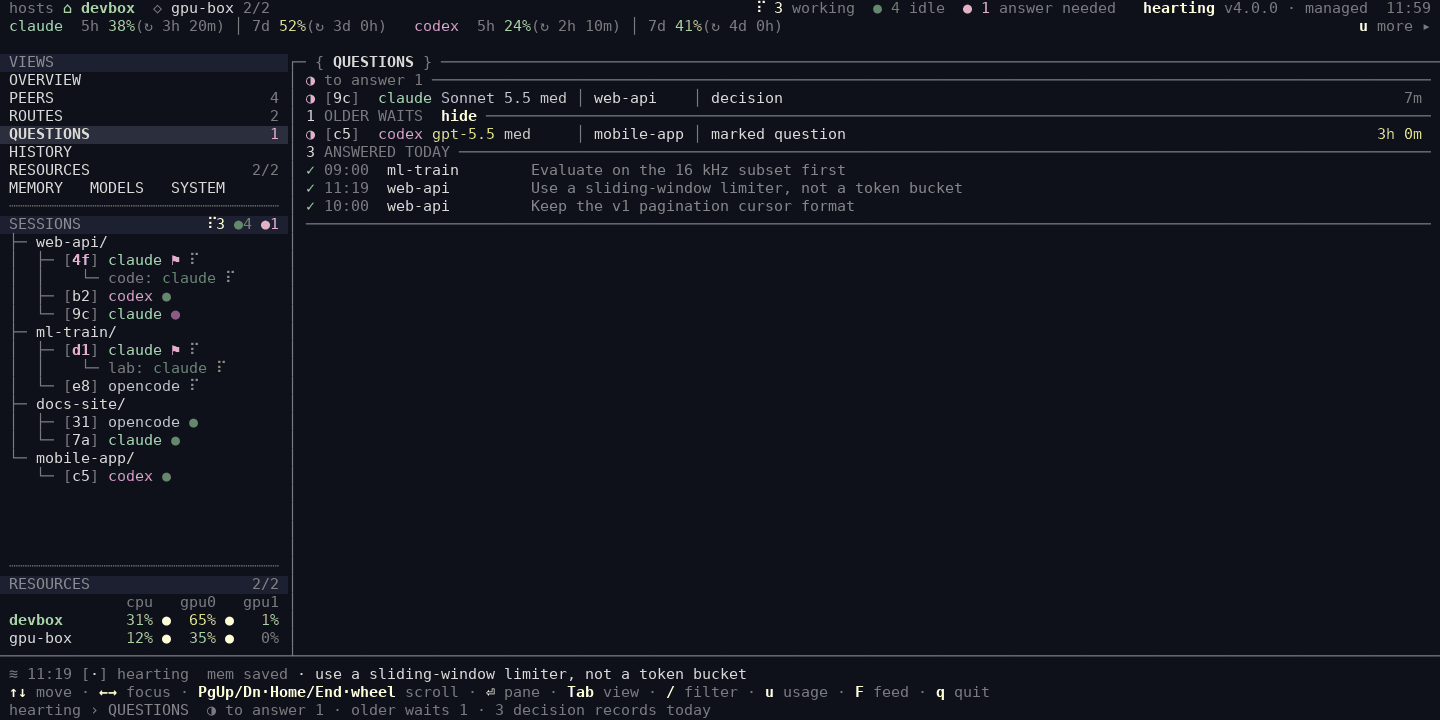 hosts ⌂ devbox ◇ gpu-box 2/2 ⠏ 3 working ● 4 idle ● 1 answer needed hearting v4.0.0 · managed 11:59
claude 5h 38%(↻ 3h 20m) │ 7d 52%(↻ 3d 0h) codex 5h 24%(↻ 2h 10m) │ 7d 41%(↻ 4d 0h) u more ▸
VIEWS
OVERVIEW
PEERS 4
ROUTES 2
QUESTIONS 1
HISTORY
RESOURCES 2/2
MEMORY MODELS SYSTEM
SESSIONS ⠏3 ●4 ●1
├─ web-api/
│ ├─ [4f] claude ⚑ ⠏
│ │ └─ code: claude ⠏
│ ├─ [b2] codex ●
│ └─ [9c] claude ●
├─ ml-train/
│ ├─ [d1] claude ⚑ ⠏
│ │ └─ lab: claude ⠏
│ └─ [e8] opencode ⠏
├─ docs-site/
│ ├─ [31] opencode ●
│ └─ [7a] claude ●
└─ mobile-app/
└─ [c5] codex ●
RESOURCES 2/2
cpu gpu0 gpu1
devbox 31% ● 65% ● 1%
gpu-box 12% ● 35% ● 0%
{ QUESTIONS }
◑ to answer 1
◑ [9c] claude Sonnet 5.5 med │ web-api │ decision 7m
1 OLDER WAITS hide
◑ [c5] codex gpt-5.5 med │ mobile-app │ marked question 3h 0m
3 ANSWERED TODAY
✓ 09:00 ml-train Evaluate on the 16 kHz subset first
✓ 11:19 web-api Use a sliding-window limiter, not a token bucket
✓ 10:00 web-api Keep the v1 pagination cursor format
≋ 11:19 [·] hearting mem saved · use a sliding-window limiter, not a token bucket
↑↓ move · ←→ focus · PgUp/Dn·Home/End·wheel scroll · ⏎ pane · Tab view · / filter · u usage · F feed · q quit
hearting › QUESTIONS ◑ to answer 1 · older waits 1 · 3 decision records today